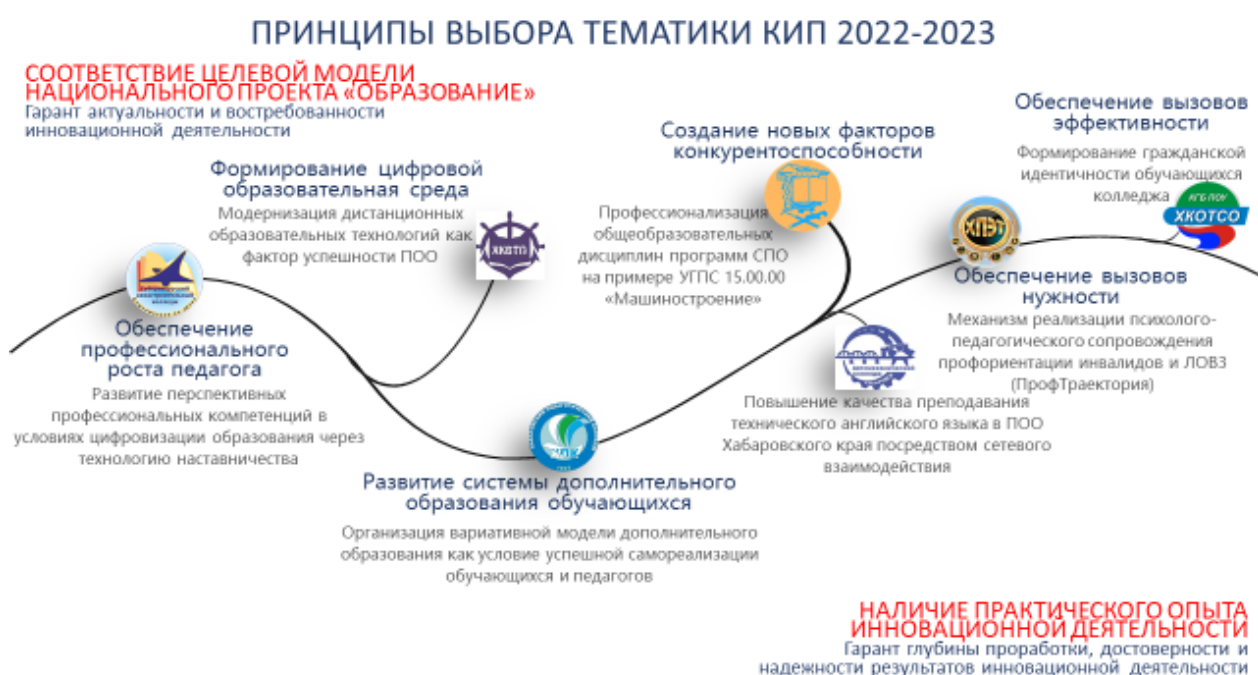 ПРИНЦИПЫ ВЫБОРА ТЕМАТИКИ КИП 2022-2023
СООТВЕТСТВИЕ ЦЕЛЕВОЙ МОДЕЛИ
НАЦИОНАЛЬНОГО ПРОЕКТА «ОБРАЗОВАНИЕ»
Гарант актуальности и востребованности
инновационной деятельности
Обеспечение
профессионального
роста педагога
Развитие перспективных
профессиональных компетенций в
условиях цифровизации образования через
технологию наставничества
Формирование цифровой
образовательная среда
Модернизация дистанционных
образовательных технологий как
фактор успешности ПОО
ХКВТП
Развитие системы дополнительного
образования обучающихся
Организация вариативной модели дополнительного
образования как условие успешной самореализации
обучающихся и педагогов
Создание новых факторов
конкурентоспособности
Профессионализация
общеобразовательных
дисциплин программ СПО
на примере УГПС 15.00.00
«Машиностроение»
Повышение качества преподавания
технического английского языка в ПОО
Хабаровского края посредством сетевого
взаимодействия
ХПЭТ
Обеспечение вызовов
нужности
Механизм реализации психолого-
педагогического сопровождения
профориентации инвалидов и ЛОВЗ
(ПрофТраектория)
Обеспечение вызовов
эффективности
Формирование гражданской
идентичности обучающихся
колледжа
КГБ ПОУ
ХКОТСО
НАЛИЧИЕ ПРАКТИЧЕСКОГО ОПЫТА
ИННОВАЦИОННОЙ ДЕЯТЕЛЬНОСТИ
Гарант глубины проработки, достоверности и
надежности результатов инновационной деятельности